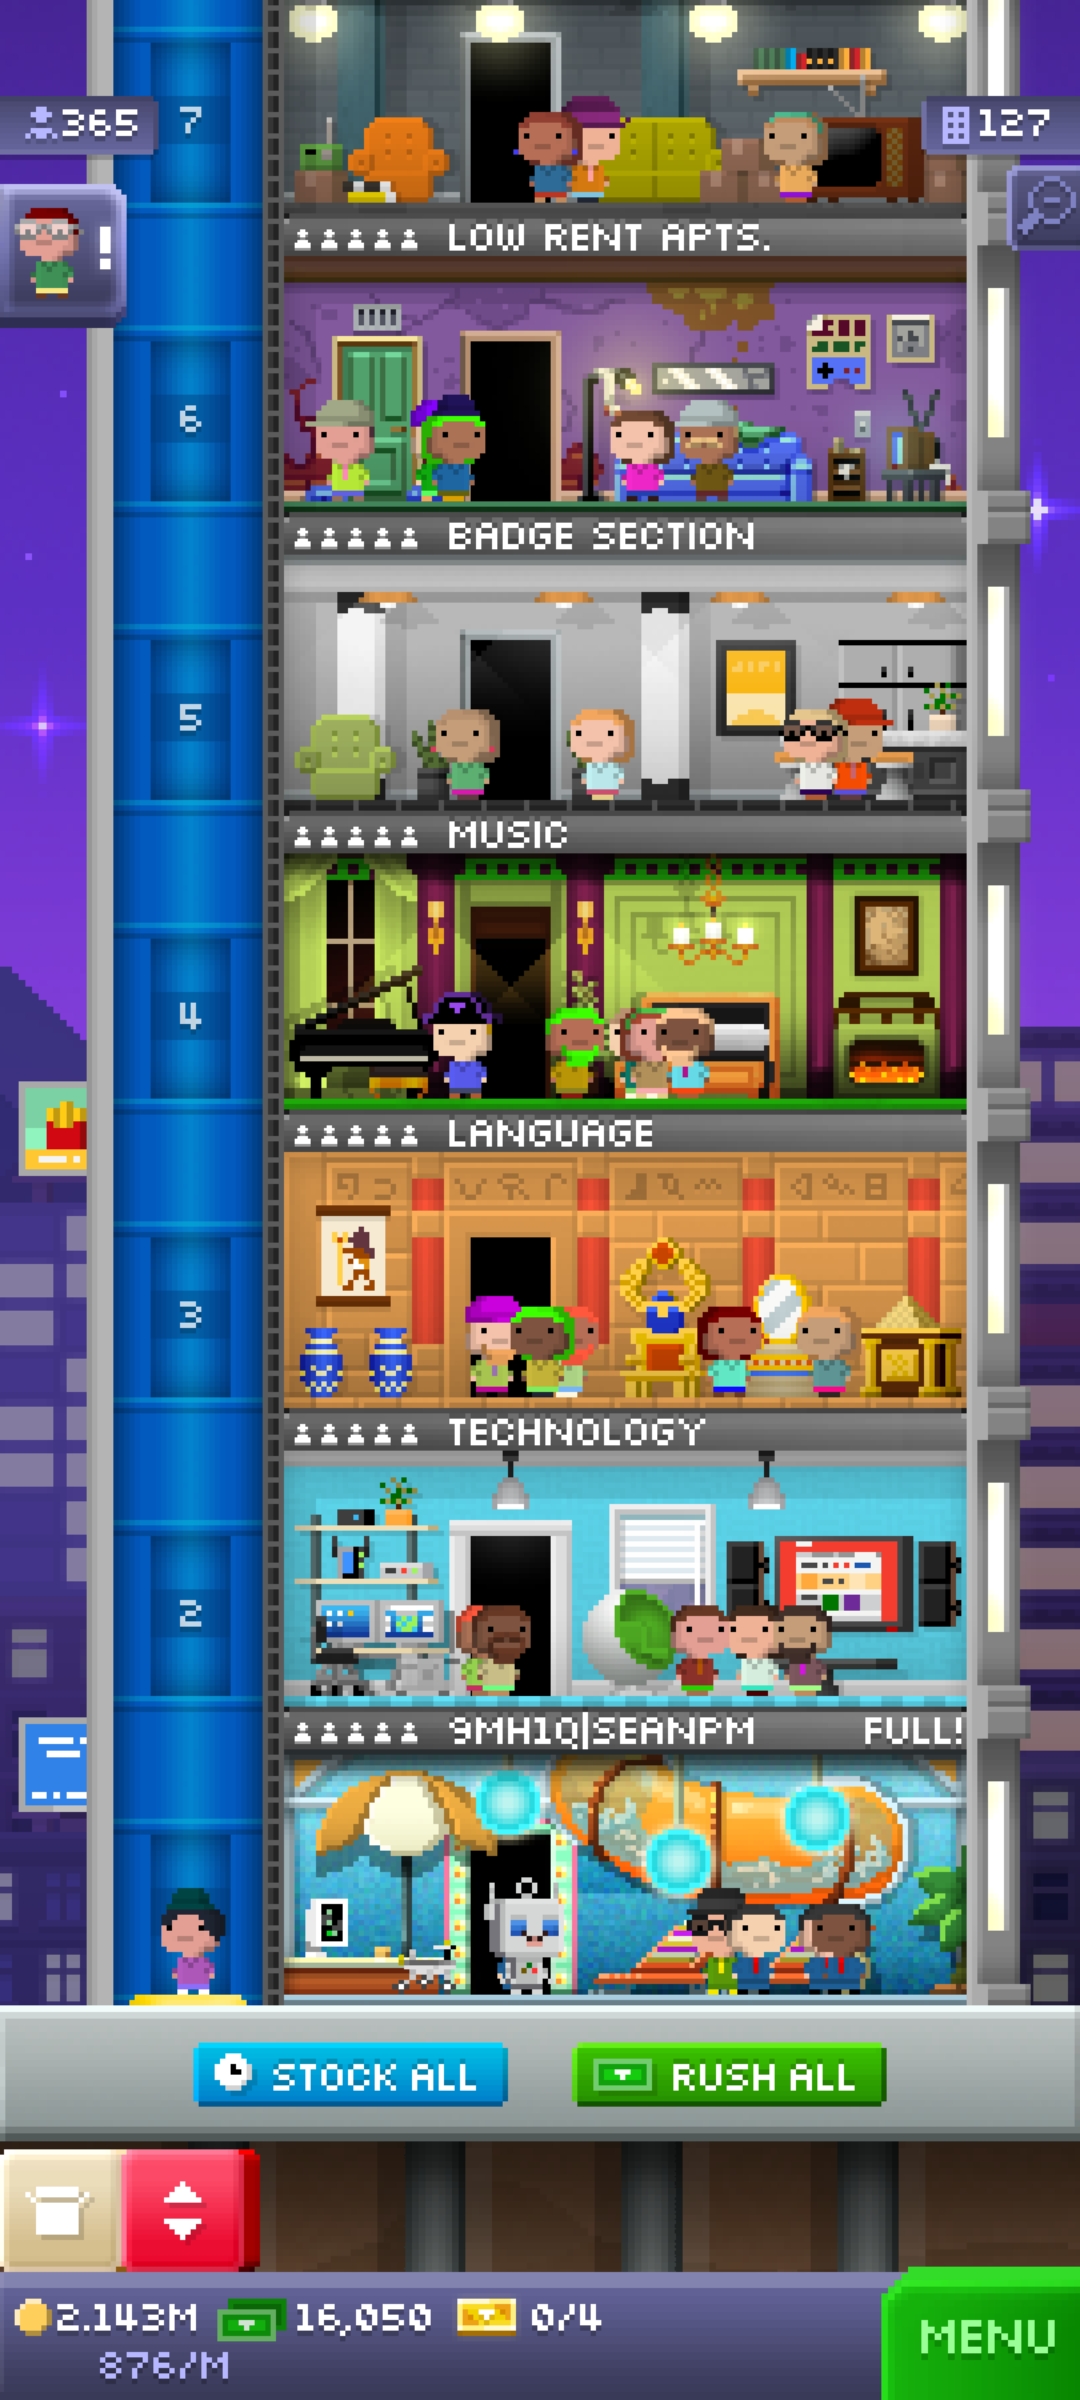 365
7
127
!
LOW RENT APTS.
6
BADGE SECTION
5
MUSIC
4
LANGUAGE
3
TECHNOLOGY
2
9MH1Q|SEANPM FULL!
STOCK ALL
RUSH ALL
2.143M 16,050 0/4
876/M
MENU